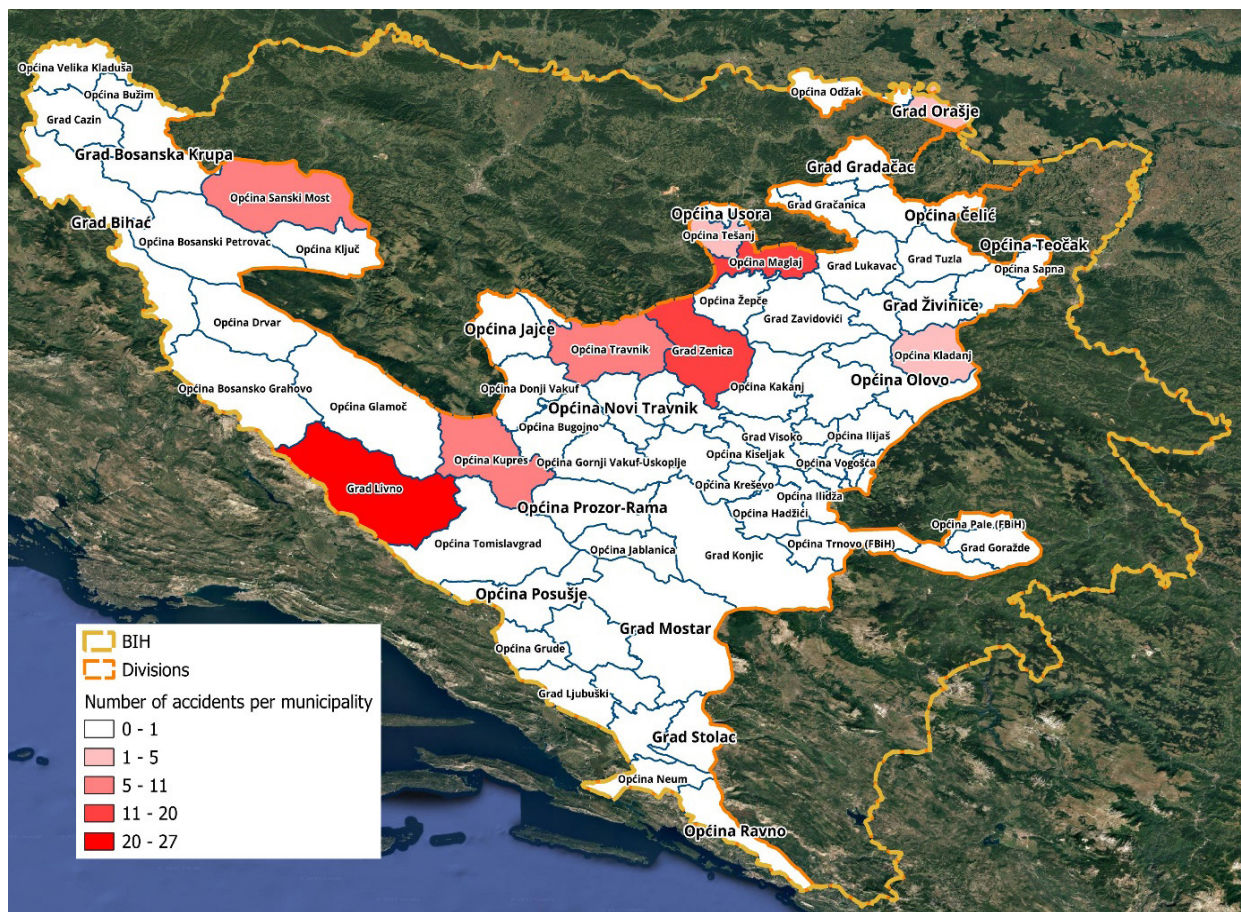 Općina Velika Kladuša
Općina Bužim
Grad Cazin
Grad Bosanska Krupa
Općina Sanski Most
Grad Bihać
Općina Bosanski Petrovac
Općina Ključ
Općina Drvar
Općina Bosansko Grahovo
Općina Glamoč
Grad Livno
Općina Kupres
Općina Tomislavgrad
Općina Odžak
Grad Orašje
Grad Gradačac
Grad Gračanica
Općina Čelić
Općina Usora
Općina Tešanj
Općina Maglaj
Grad Lukavac
Grad Tuzla
Općina Teočak
Općina Sapna
Općina Žepče
Grad Zavidovići
Grad Živinice
Općina Kladanj
Općina Jajce
Općina Travnik
Grad Zenica
Općina Kakanj
Općina Olovo
Općina Donji Vakuf
Općina Novi Travnik
Općina Bugojno
Grad Visoko
Općina Ilijaš
Općina Kiseljak
Općina Vogošća
Općina Gornji Vakuf-Uskoplje
Općina Kreševo
Općina Ilidža
Općina Hadžići
Općina Prozor-Rama
Općina Jablanica
Grad Konjic
Općina Trnovo (FBiH)
Općina Pale (FBiH)
Grad Goražde
Općina Posušje
Grad Mostar
Općina Grude
Grad Ljubuški
Grad Stolac
Općina Neum
Općina Ravno
BIH
Divisions
Number of accidents per municipality
0 - 1
1 - 5
5 - 11
11 - 20
20 - 27